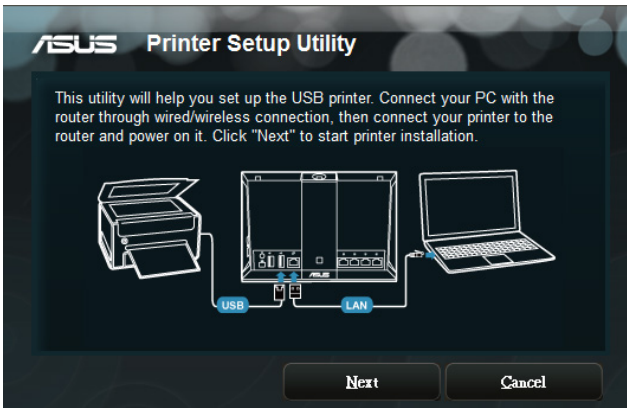 ASUS Printer Setup Utility
This utility will help you set up the USB printer. Connect your PC with the
router through wired/wireless connection, then connect your printer to the
router and power on it. Click "Next" to start printer installation.
ASUS
USB
LAN
Next
Cancel